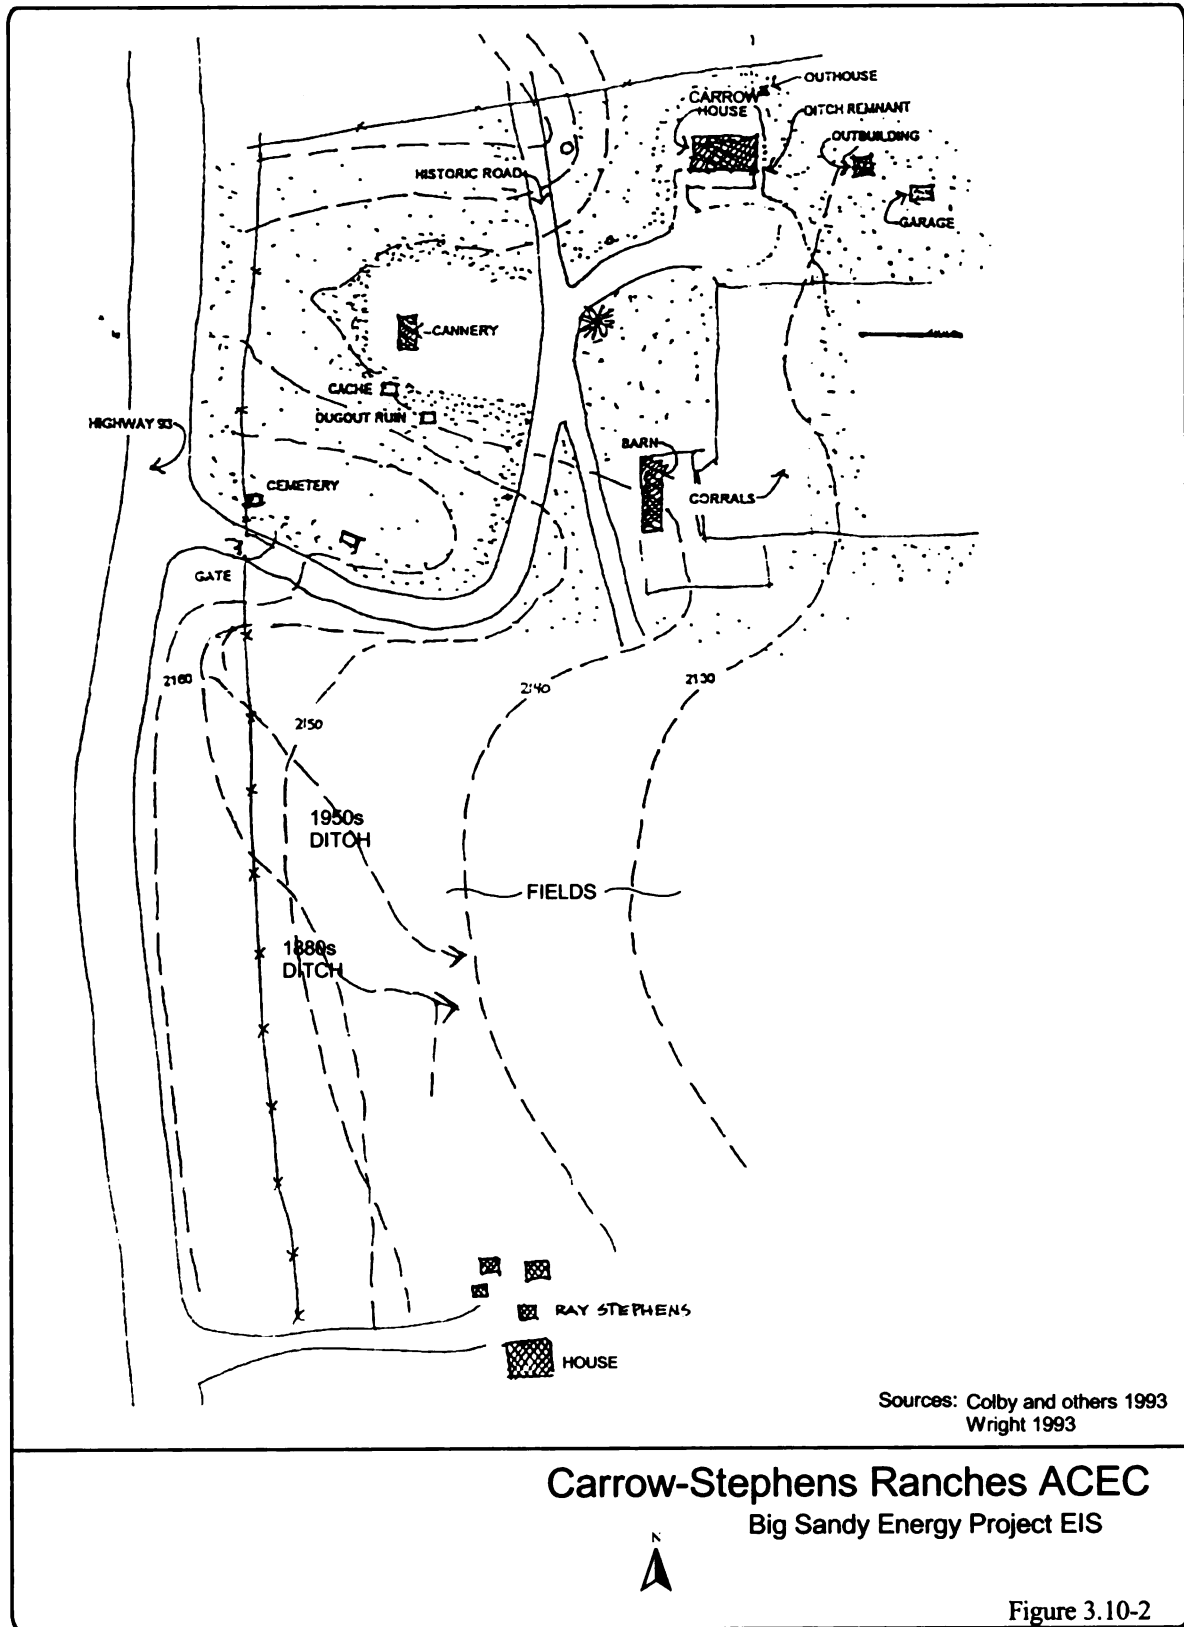 OUTHOUSE
CARROW
HOUSE
DITCH REMNANT
OUTBUILDING
HISTORIC ROAD
GARAGE
CANNERY
CACHE
DUGOUT RUIN
HIGHWAY 93
BARN
CEMETERY
CORRALS
GATE
2160
2140
2130
2150
1950s
DITCH
FIELDS
1880s
DITCH
RAY STEPHENS
HOUSE
Sources: Colby and others 1993
Wright 1993
Carrow-Stephens Ranches ACEC
Big Sandy Energy Project EIS
N
Figure 3.10-2